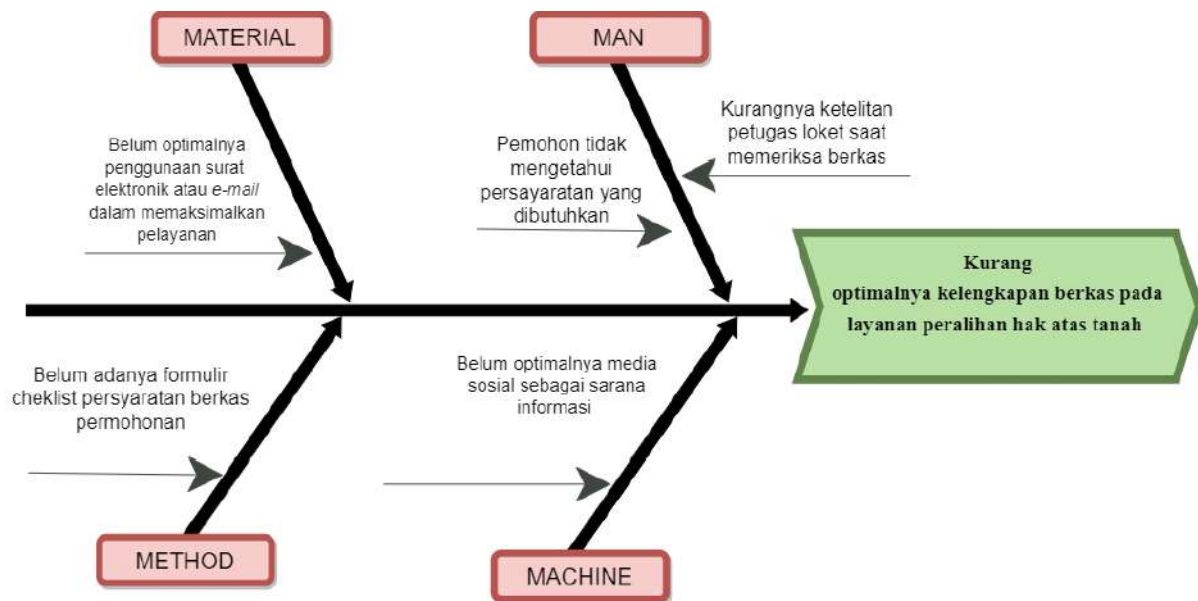 MATERIAL
MAN
Belum optimalnya
penggunaan surat
elektronik atau e-mail
dalam memaksimalkan
pelayanan
Pemohon tidak
mengetahui
persayaratan yang
dibutuhkan
Kurangnya ketelitan
petugas loket saat
memeriksa berkas
Kurang
optimalnya kelengkapan berkas pada
layanan peralihan hak atas tanah
Belum adanya formulir
cheklist persyaratan berkas
permohonan
Belum optimalnya media
sosial sebagai sarana
informasi
METHOD
MACHINE